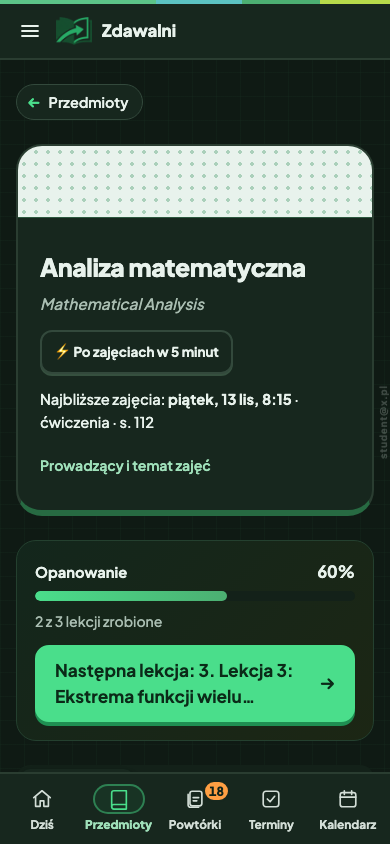 Zdawalni
← Przedmioty
Analiza matematyczna
Mathematical Analysis
⚡ Po zajęciach w 5 minut
Najbliższe zajęcia: piątek, 13 lis, 8:15 ·
ćwiczenia · s. 112
Prowadzący i temat zajęć
student@x.pl
Opanowanie 60%
2 z 3 lekcji zrobione
Następna lekcja: 3. Lekcja 3:
Ekstrema funkcji wielu… →
18
Dziś Przedmioty Powtórki Terminy Kalendarz